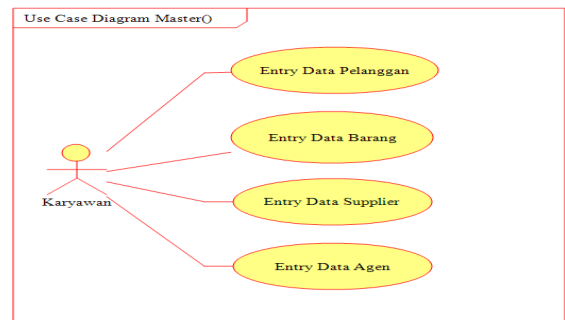 Use Case Diagram Master()
Entry Data Pelanggan
Entry Data Barang
Karyawan
Entry Data Supplier
Entry Data Agen